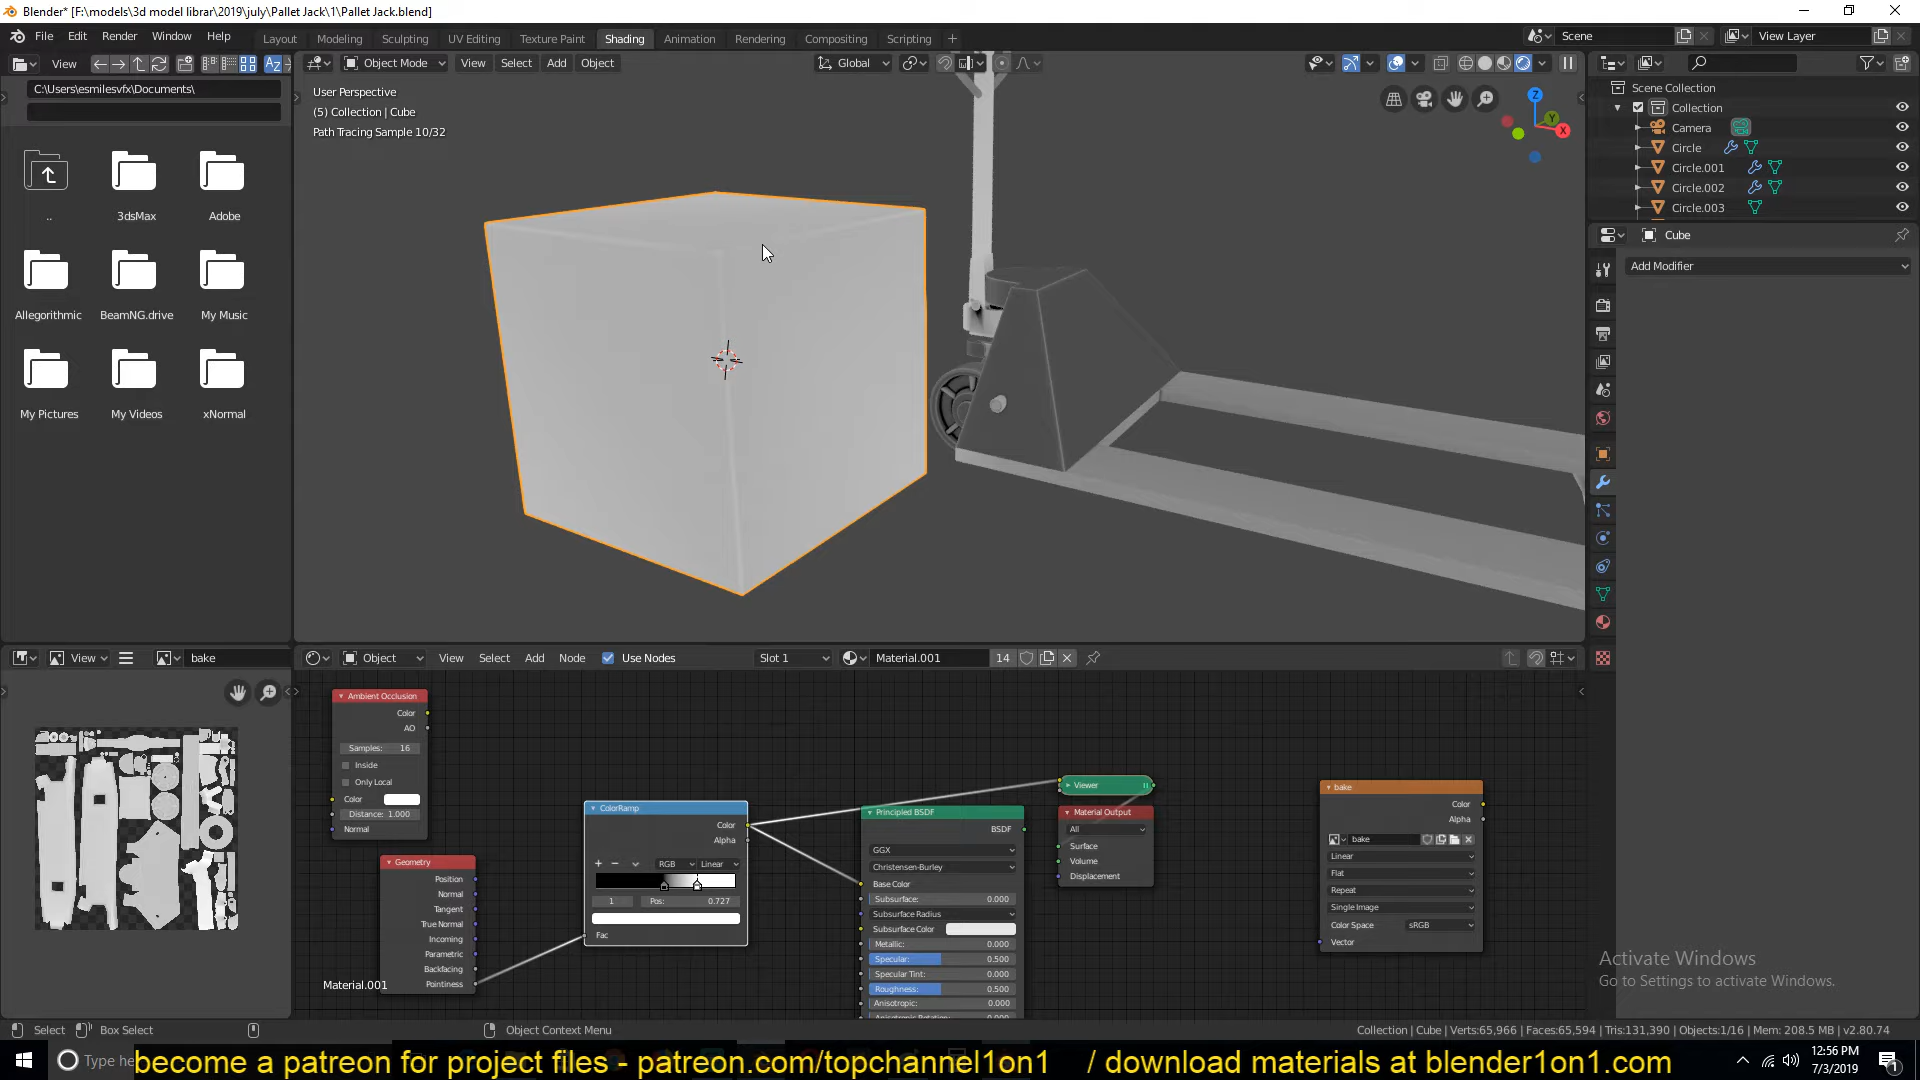 Blender* [F:\models\3d model librar\2019\july\Pallet Jack\1\Pallet Jack.blend]
File Edit Render Window Help
Layout Modeling Sculpting UV Editing Texture Paint Shading Animation Rendering Compositing Scripting
Scene
View Layer
View
Object Mode View Select Add Object
Global
C:\Users\esmilesvfx\Documents\
..
3dsMax
Adobe
Allegorithmic
BeamNG.drive
My Music
My Pictures
My Videos
xNormal
User Perspective
(5) Collection | Cube
Path Tracing Sample 10/32
Z
Y
X
Scene Collection
Collection
Camera
Circle
Circle.001
Circle.002
Circle.003
Cube
Add Modifier
View
bake
Object View Select Add Node Use Nodes
Slot 1
Material.001
14
Ambient Occlusion
Color
AO
Samples: 16
Inside
Only Local
Color
Distance: 1.000
Normal
Geometry
Position
Normal
Tangent
True Normal
Incoming
Parametric
Backfacing
Pointiness
Material.001
ColorRamp
Color
Alpha
RGB
Linear
1
Pos: 0.727
Fac
Principled BSDF
BSDF
GGX
Christensen-Burley
Base Color
Subsurface: 0.000
Subsurface Radius
Subsurface Color
Metallic: 0.000
Specular: 0.500
Specular Tint: 0.000
Roughness: 0.500
Anisotropic: 0.000
Anisotropic Rotation:
Viewer
Material Output
All
Surface
Volume
Displacement
bake
Color
Alpha
bake
Linear
Flat
Repeat
Single Image
Color Space sRGB
Vector
Activate Windows
Go to Settings to activate Windows.
Select
Box Select
Object Context Menu
Collection | Cube | Verts:65,966 | Faces:65,594 | Tris:131,390 | Objects:1/16 | Mem: 208.5 MB | v2.80.74
Type he
become a patreon for project files - patreon.com/topchannel1on1 / download materials at blender1on1.com
12:56 PM
7/3/2019